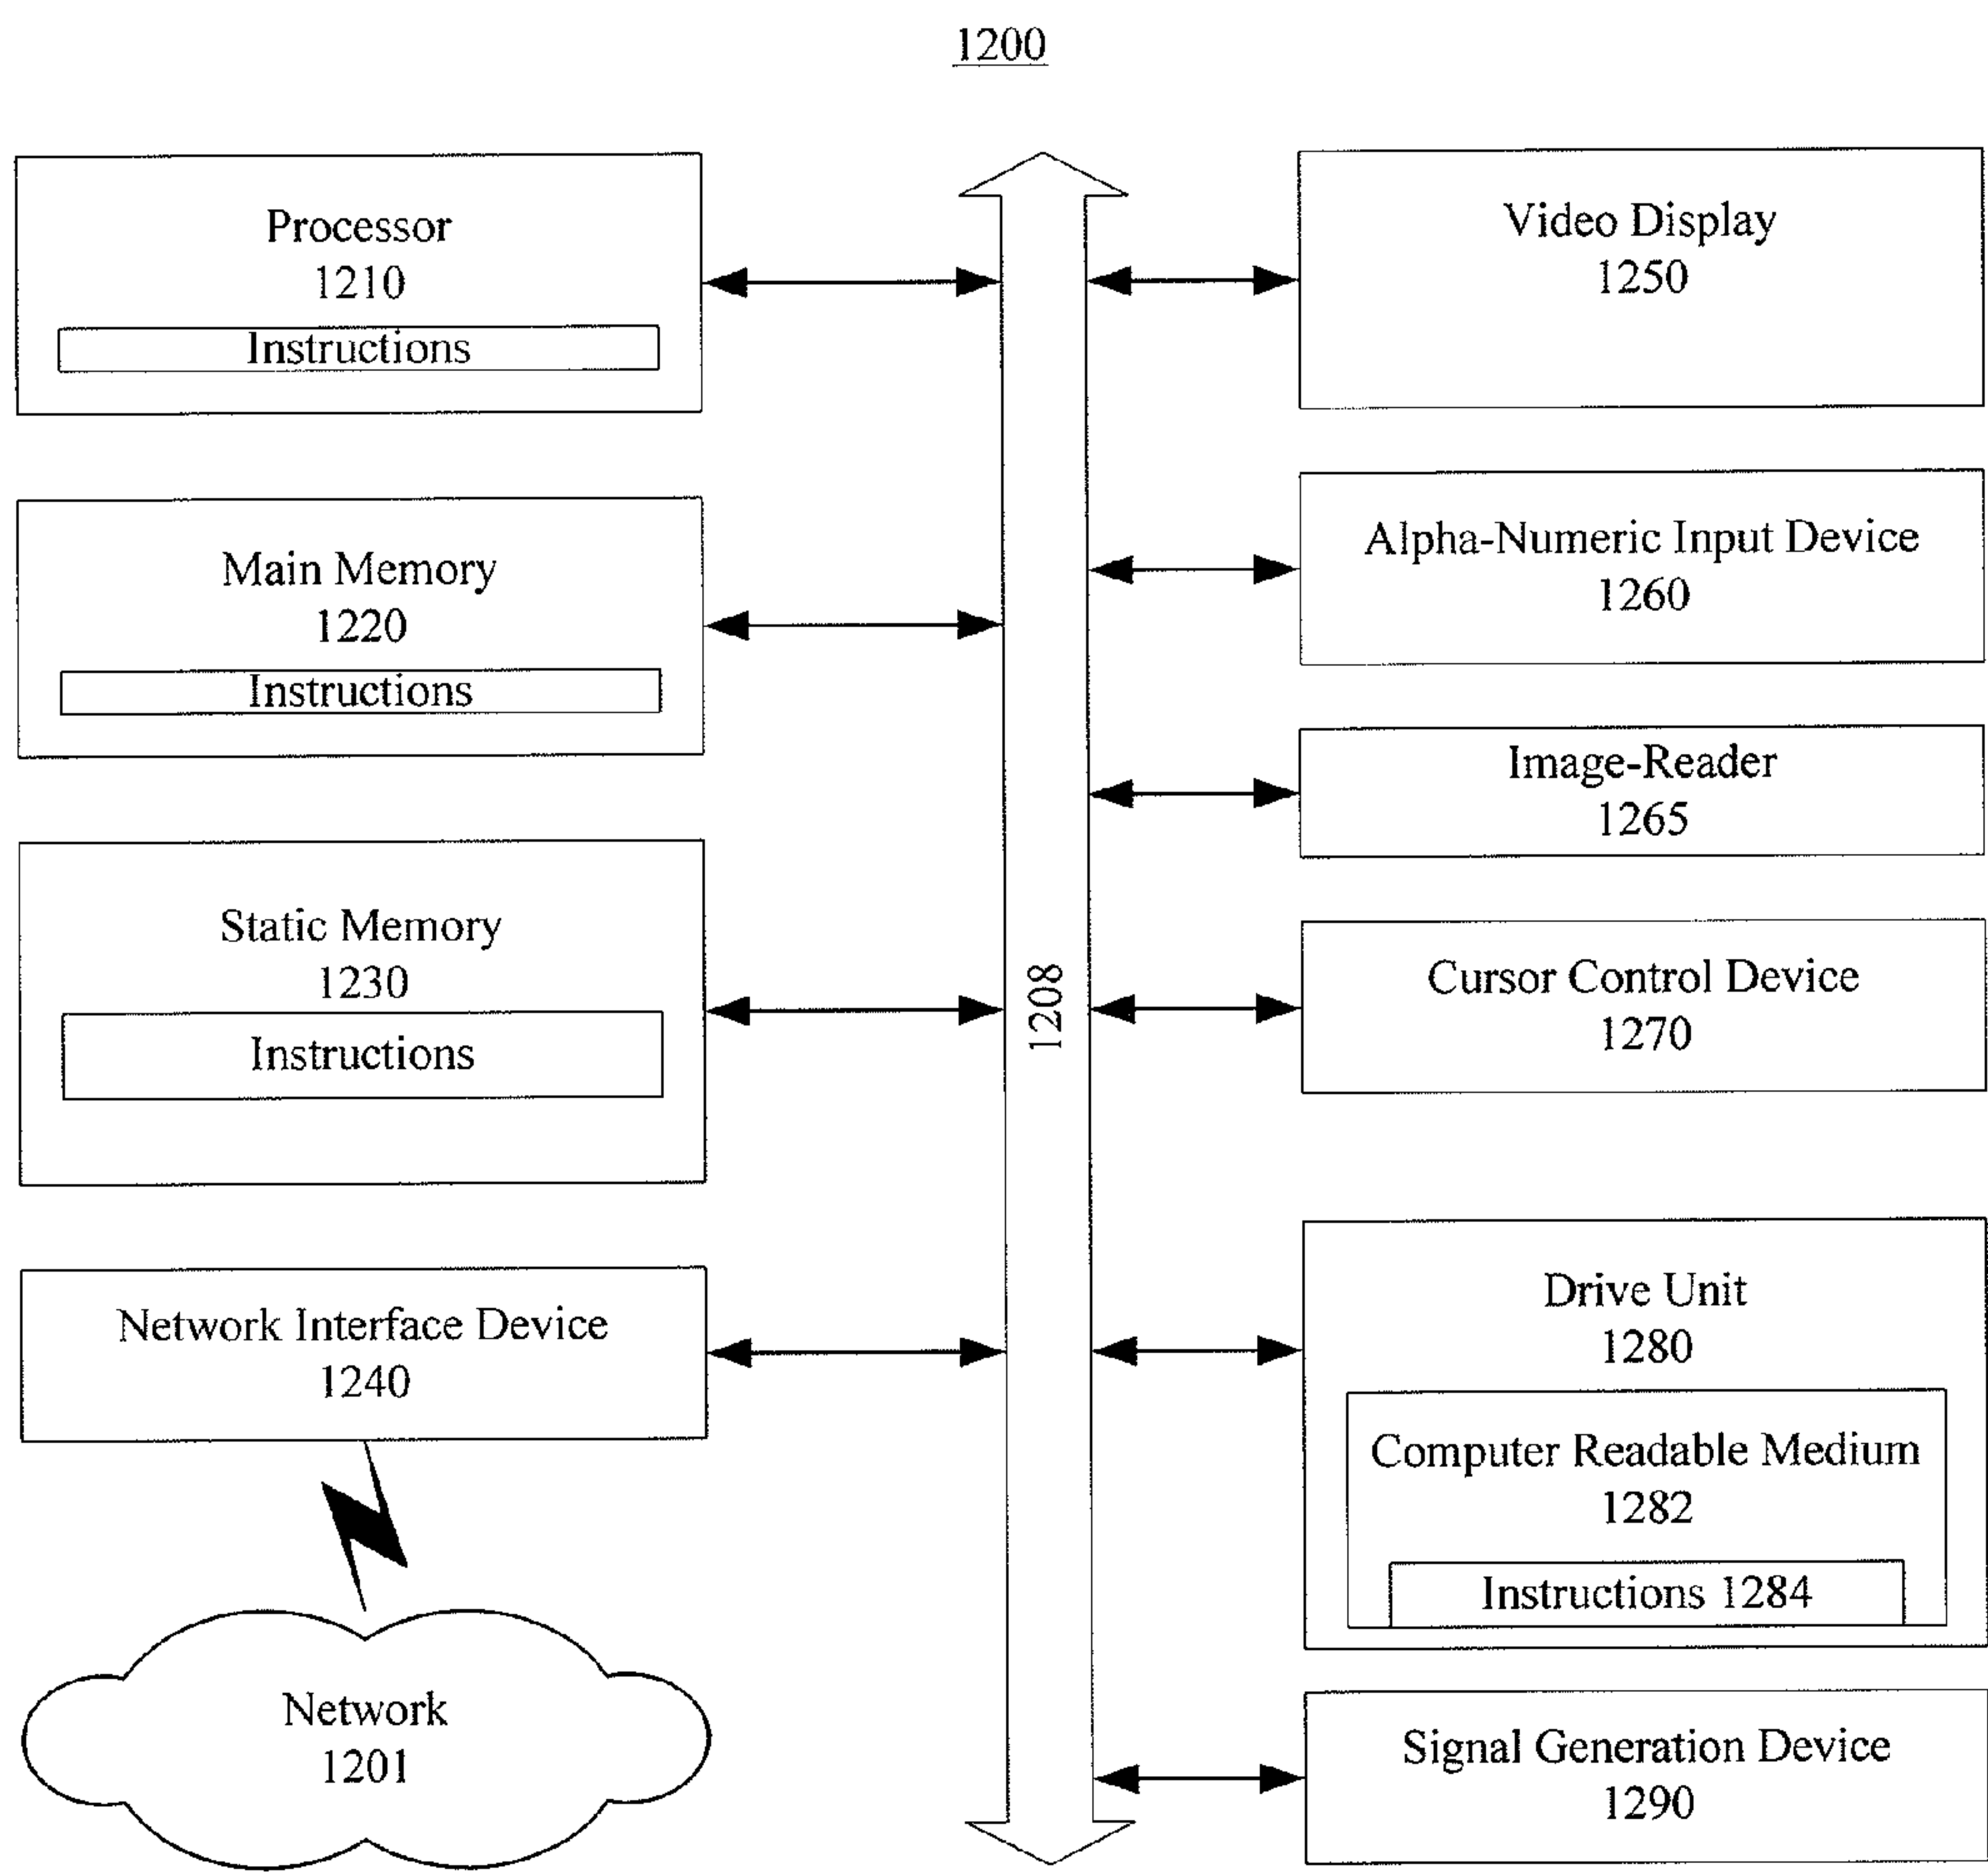 1200
Processor
1210
Instructions
Main Memory
1220
Instructions
Static Memory
1230
Instructions
Network Interface Device
1240
Network
1201
1208
Video Display
1250
Alpha-Numeric Input Device
1260
Image-Reader
1265
Cursor Control Device
1270
Drive Unit
1280
Computer Readable Medium
1282
Instructions 1284
Signal Generation Device
1290